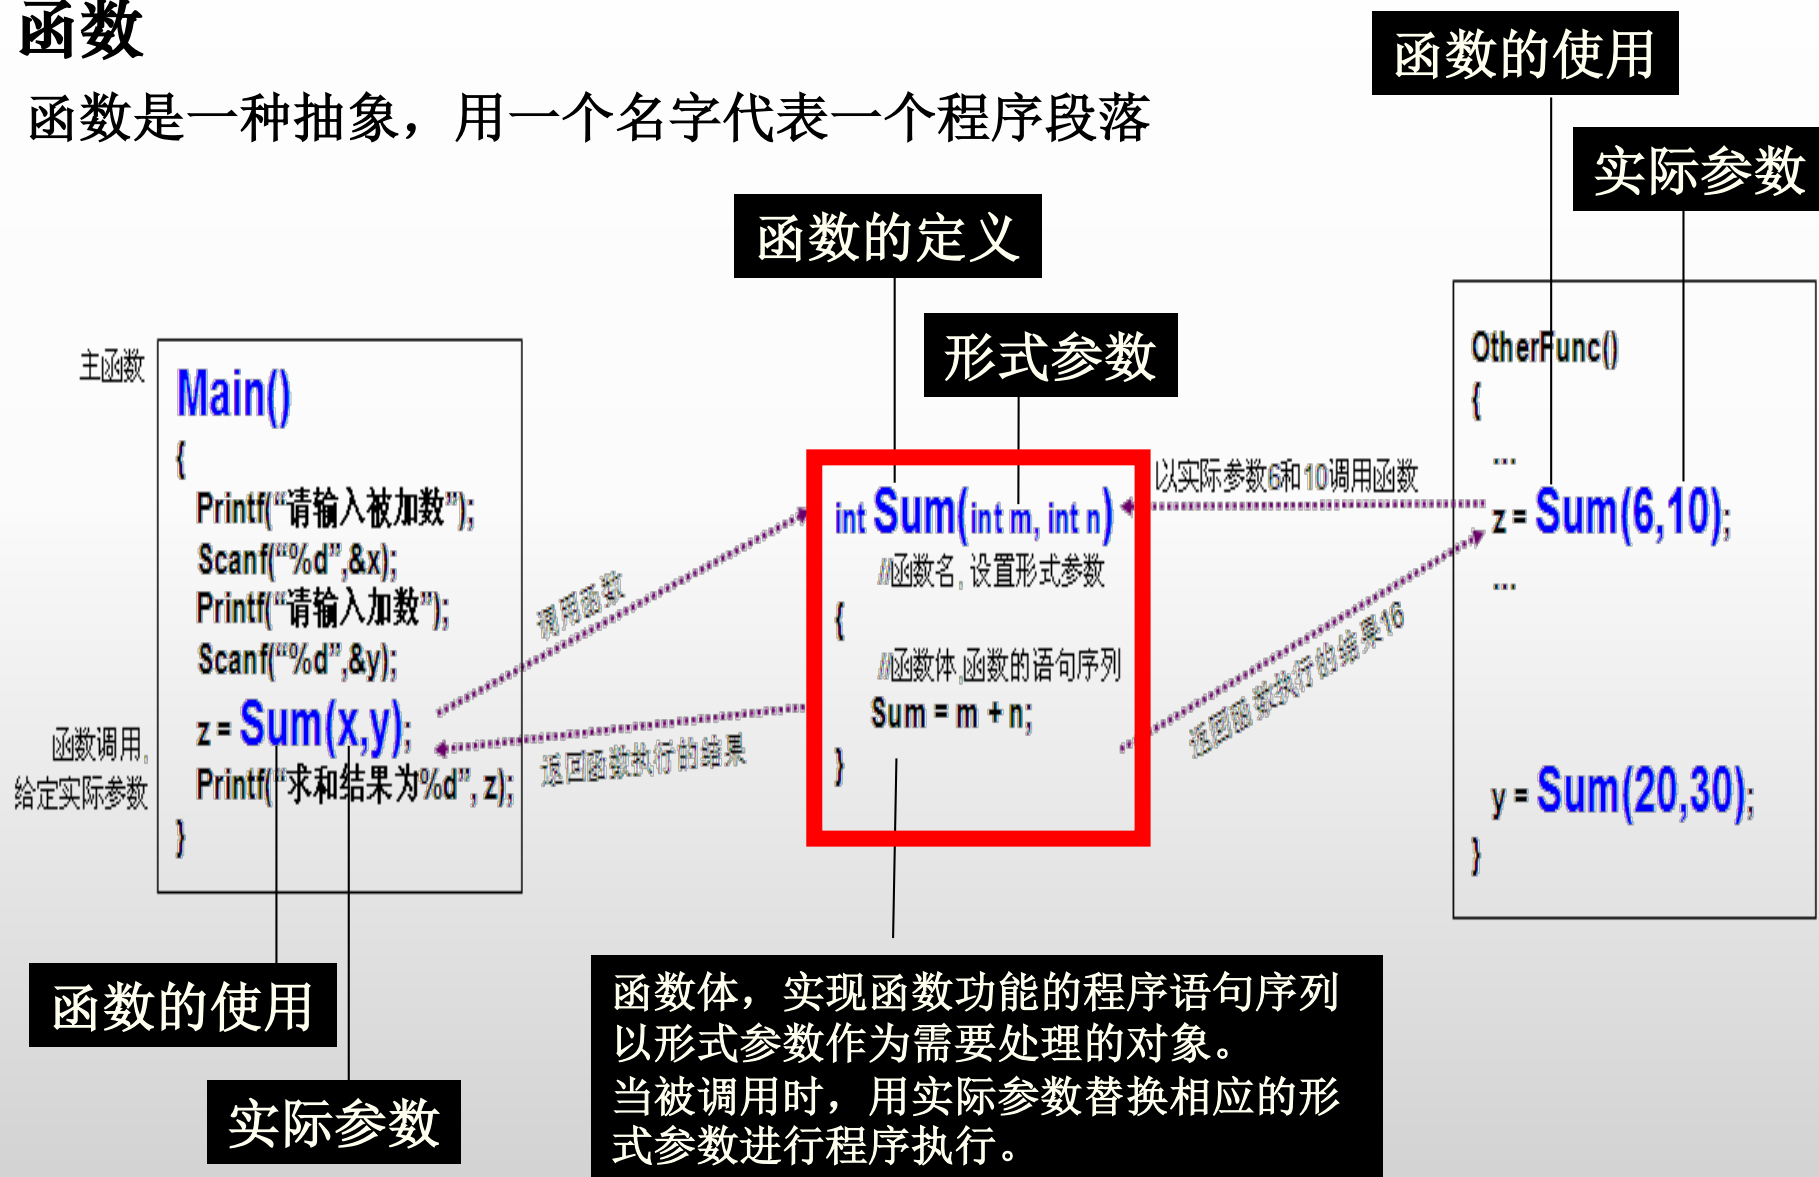 函数
函数是一种抽象，用一个名字代表一个程序段落
函数的使用
实际参数
函数的定义
形式参数
主函数
Main()
{
Printf(“请输入被加数”);
Scanf(“%d”,&x);
Printf(“请输入加数”);
Scanf(“%d”,&y);
z = Sum(x,y);
Printf(“求和结果为%d”, z);
}
函数调用,
给定实际参数
调用函数
返回函数执行的结果
int Sum(int m, int n)
//函数名, 设置形式参数
{
//函数体,函数的语句序列
Sum = m + n;
}
以实际参数6和10调用函数
返回函数执行的结果16
OtherFunc()
{
...
z = Sum(6,10);
...
y = Sum(20,30);
}
函数的使用
实际参数
函数体，实现函数功能的程序语句序列
以形式参数作为需要处理的对象。
当被调用时，用实际参数替换相应的形
式参数进行程序执行。